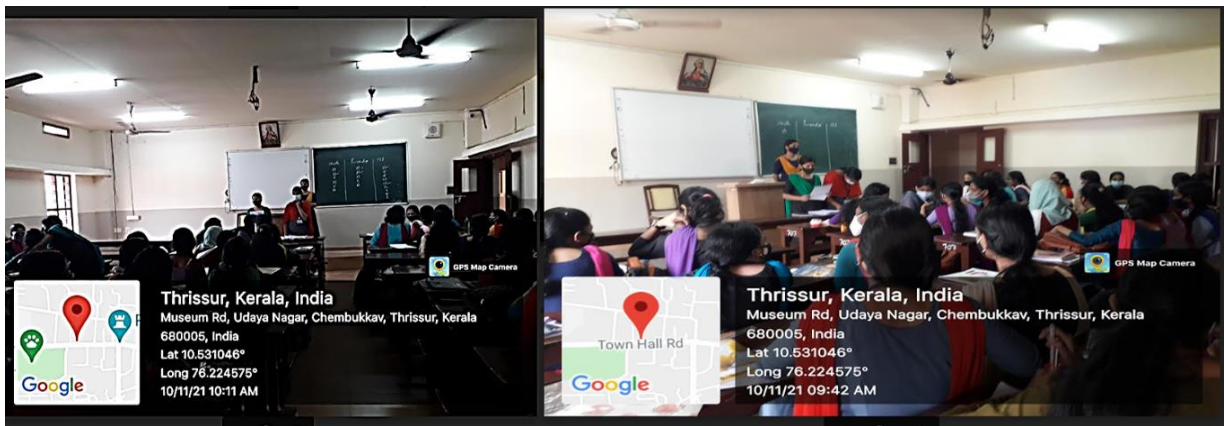 GPS Map Camera
Thrissur, Kerala, India
Museum Rd, Udaya Nagar, Chembukkav, Thrissur, Kerala
680005, India
Lat 10.531046°
Long 76.224575°
10/11/21 10:11 AM
Google
GPS Map Camera
Thrissur, Kerala, India
Museum Rd, Udaya Nagar, Chembukkav, Thrissur, Kerala
680005, India
Lat 10.531046°
Long 76.224575°
10/11/21 09:42 AM
Town Hall Rd
Google